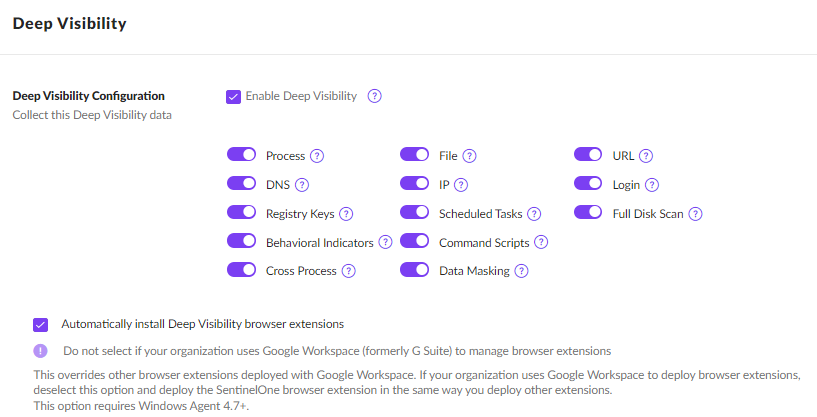 Deep Visibility
Deep Visibility Configuration
Collect this Deep Visibility data
Enable Deep Visibility ?
Process ? File ? URL ?
DNS ? IP ? Login ?
Registry Keys ? Scheduled Tasks ? Full Disk Scan ?
Behavioral Indicators ? Command Scripts ?
Cross Process ? Data Masking ?
Automatically install Deep Visibility browser extensions
! Do not select if your organization uses Google Workspace (formerly G Suite) to manage browser extensions
This overrides other browser extensions deployed with Google Workspace. If your organization uses Google Workspace to deploy browser extensions,
deselect this option and deploy the SentinelOne browser extension in the same way you deploy other extensions.
This option requires Windows Agent 4.7+.